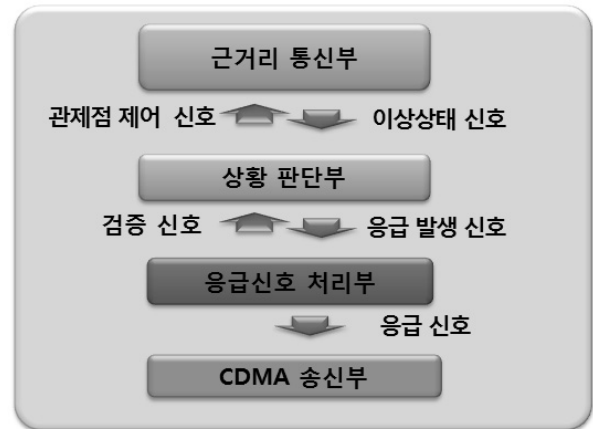 근거리 통신부
관제점 제어 신호 이상상태 신호
상황 판단부
검증 신호 응급 발생 신호
응급신호 처리부
응급 신호
CDMA 송신부